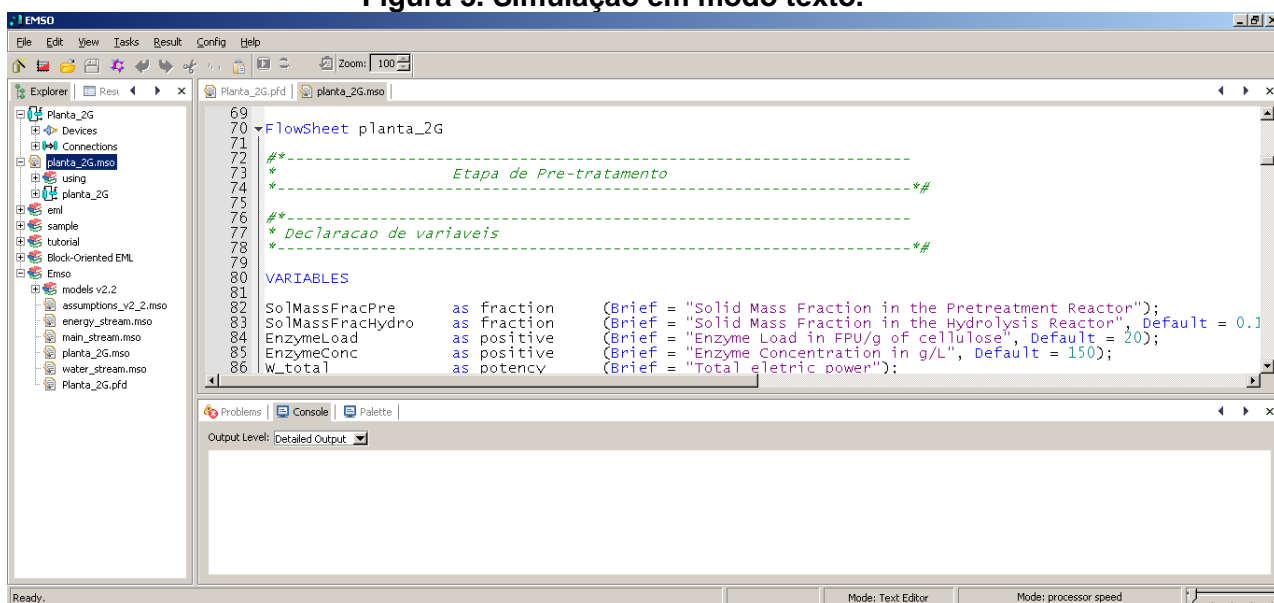 Figura 3. Simulação em modo texto.
EMSO
File Edit View Tasks Result Config Help
Zoom: 100
Explorer Resu
Planta_2G.pfd planta_2G.mso
Planta_2G
Devices
Connections
planta_2G.mso
using
planta_2G
eml
sample
tutorial
Block-Oriented EML
Emso
models v2.2
assumptions_v2_2.mso
energy_stream.mso
main_stream.mso
planta_2G.mso
water_stream.mso
Planta_2G.pfd
69
70 FlowSheet planta_2G
71
72 #*--------------------------------------------------------------------
73 * Etapa de Pre-tratamento
74 *---------------------------------------------------------------------*#
75
76 #*--------------------------------------------------------------------
77 * Declaracao de variaveis
78 *---------------------------------------------------------------------*#
79
80 VARIABLES
81
82 SolMassFracPre as fraction (Brief = "Solid Mass Fraction in the Pretreatment Reactor");
83 SolMassFracHydro as fraction (Brief = "Solid Mass Fraction in the Hydrolysis Reactor", Default = 0.1
84 EnzymeLoad as positive (Brief = "Enzyme Load in FPU/g of cellulose", Default = 20);
85 EnzymeConc as positive (Brief = "Enzyme Concentration in g/L", Default = 150);
86 W_total as potency (Brief = "Total eletric power");
Problems Console Palette
Output Level: Detailed Output
Ready.
Mode: Text Editor
Mode: processor speed